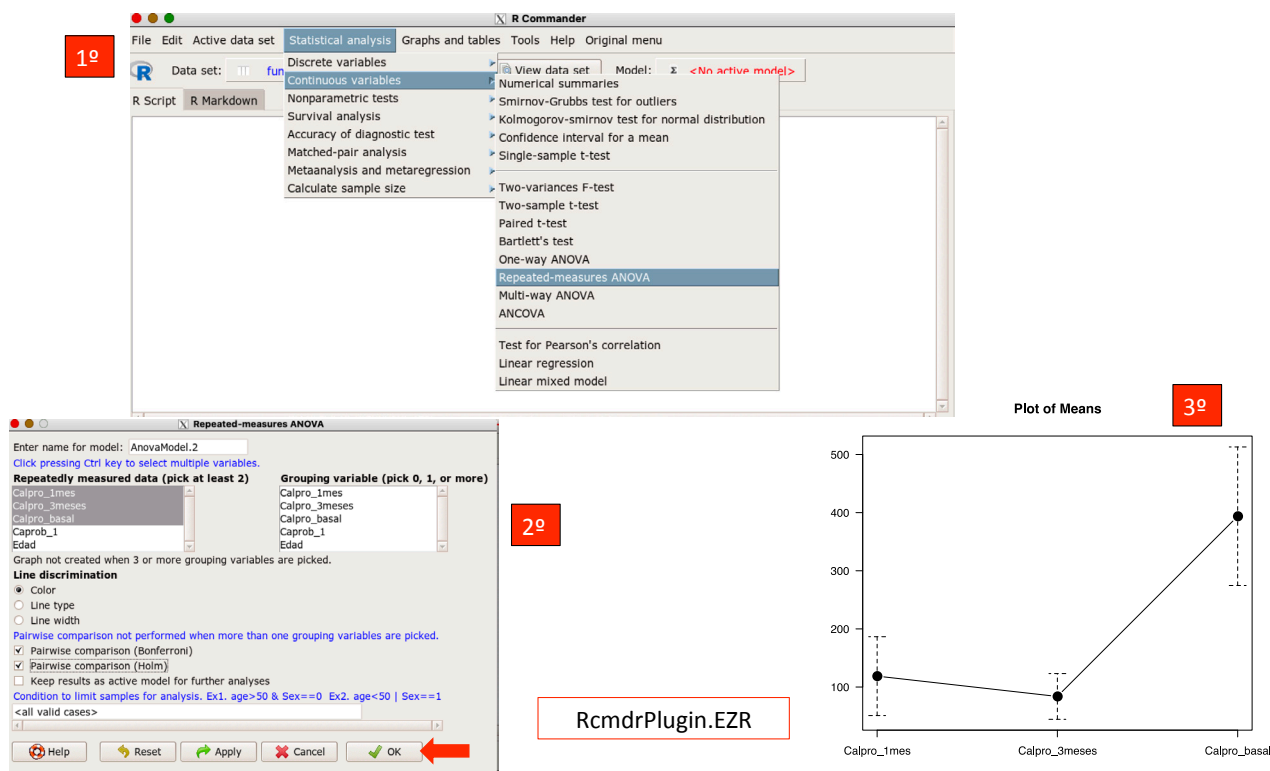 1º
R Commander
File Edit Active data set Statistical analysis Graphs and tables Tools Help Original menu
R Data set: fun View data set Model: Σ <No active model>
R Script R Markdown
Discrete variables
Continuous variables
Nonparametric tests
Survival analysis
Accuracy of diagnostic test
Matched-pair analysis
Metaanalysis and metaregression
Calculate sample size
Numerical summaries
Smirnov-Grubbs test for outliers
Kolmogorov-smirnov test for normal distribution
Confidence interval for a mean
Single-sample t-test
Two-variances F-test
Two-sample t-test
Paired t-test
Bartlett's test
One-way ANOVA
Repeated-measures ANOVA
Multi-way ANOVA
ANCOVA
Test for Pearson's correlation
Linear regression
Linear mixed model
2º
Repeated-measures ANOVA
Enter name for model: AnovaModel.2
Click pressing Ctrl key to select multiple variables.
Repeatedly measured data (pick at least 2) Grouping variable (pick 0, 1, or more)
Calpro_1mes Calpro_1mes
Calpro_3meses Calpro_3meses
Calpro_basal Calpro_basal
Caprob_1 Caprob_1
Edad Edad
Graph not created when 3 or more grouping variables are picked.
Line discrimination
Color
Line type
Line width
Pairwise comparison not performed when more than one grouping variables are picked.
Pairwise comparison (Bonferroni)
Pairwise comparison (Holm)
Keep results as active model for further analyses
Condition to limit samples for analysis. Ex1. age>50 & Sex==0 Ex2. age<50 | Sex==1
<all valid cases>
Help Reset Apply Cancel OK
RcmdrPlugin.EZR
3º
Plot of Means
500
400
300
200
100
Calpro_1mes Calpro_3meses Calpro_basal